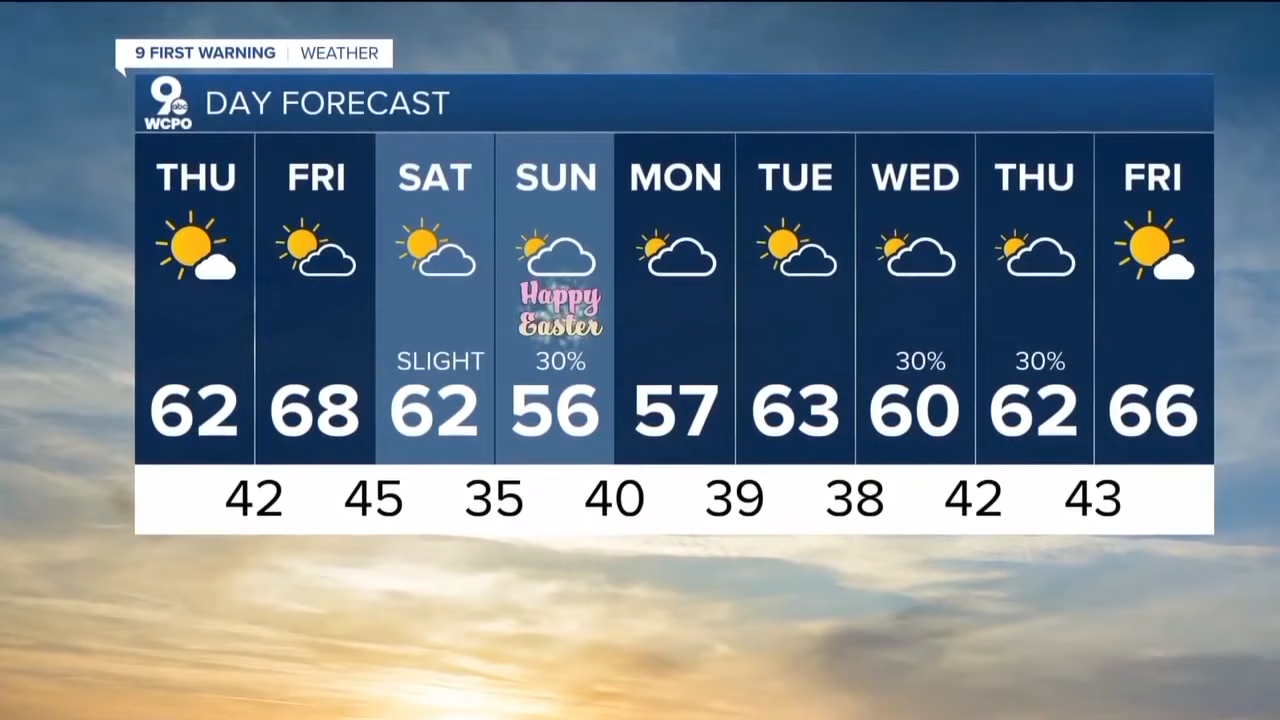 9 FIRST WARNING | WEATHER
9 abc WCPO DAY FORECAST
THU FRI SAT SUN MON TUE WED THU FRI
Happy
Easter
SLIGHT 30% 30% 30%
62 68 62 56 57 63 60 62 66
42 45 35 40 39 38 42 43